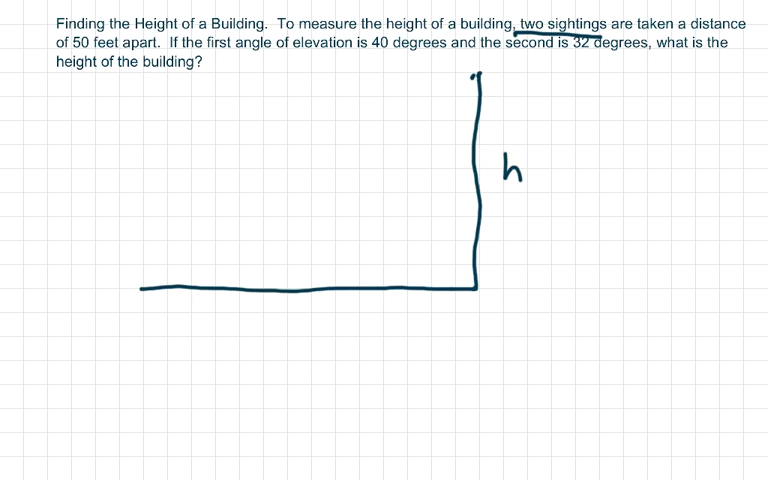 Finding the Height of a Building.  To measure the height of a building, two sightings are taken a distance
of 50 feet apart.  If the first angle of elevation is 40 degrees and the second is 32 degrees, what is the
height of the building?
h